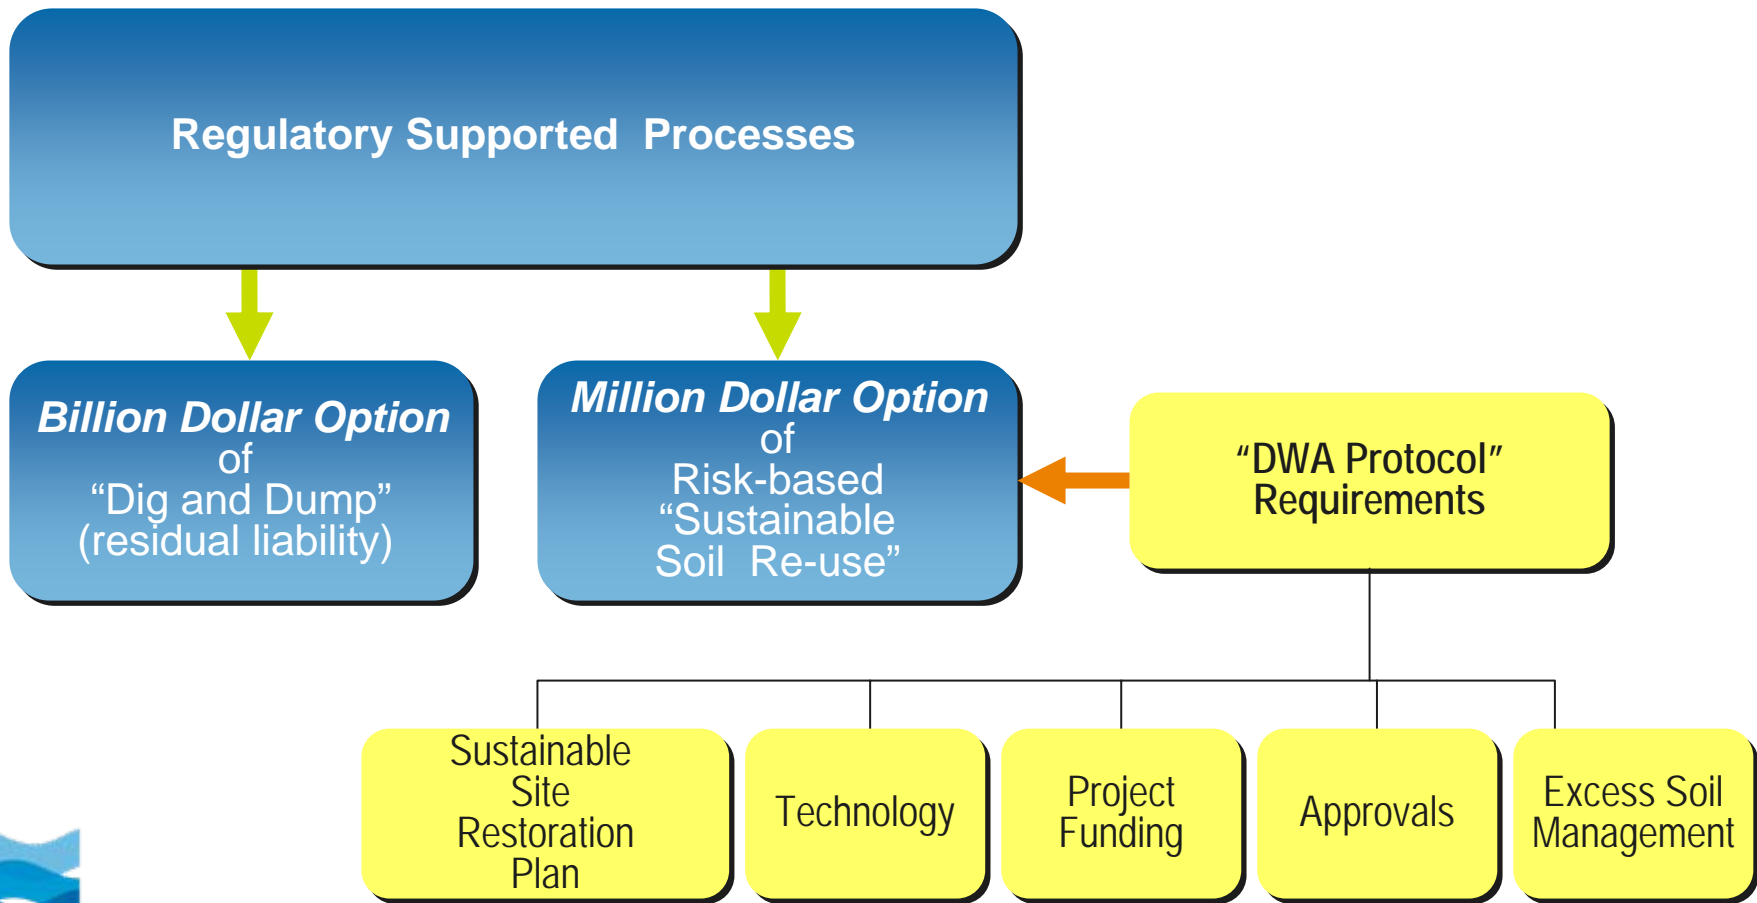 Regulatory Supported Processes
Billion Dollar Option
of
“Dig and Dump”
(residual liability)
Million Dollar Option
of
Risk-based
“Sustainable
Soil Re-use”
“DWA Protocol”
Requirements
Sustainable
Site
Restoration
Plan
Technology
Project
Funding
Approvals
Excess Soil
Management